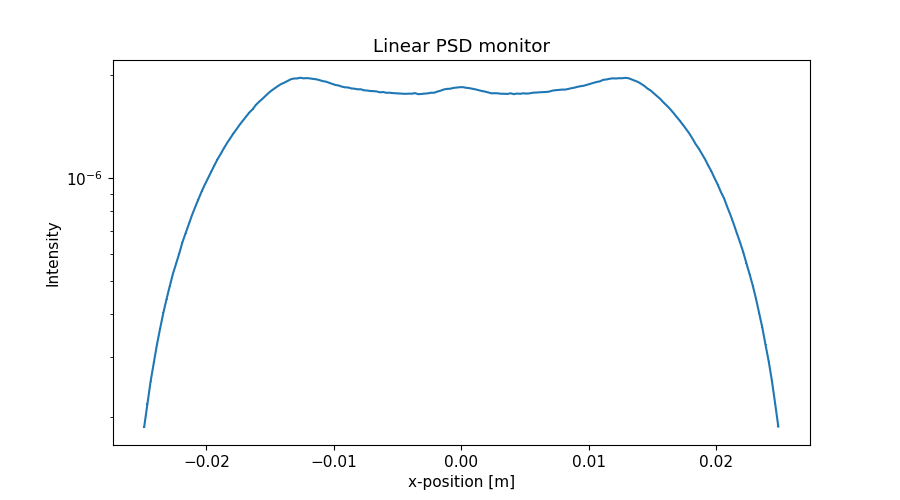 Linear PSD monitor
Intensity
10⁻⁶
−0.02 −0.01 0.00 0.01 0.02
x-position [m]